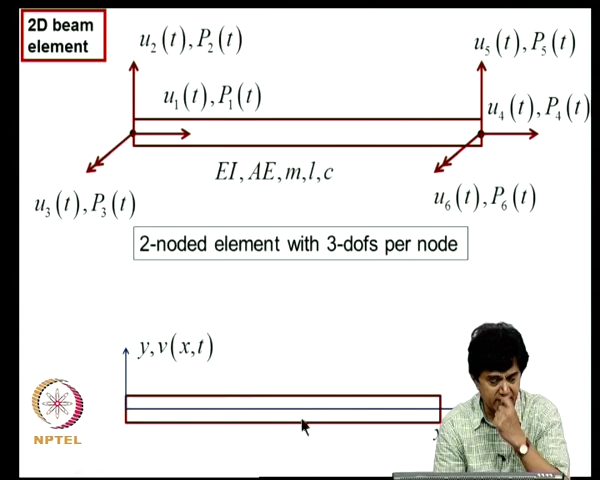 2D beam
element
u₂(t), P₂(t)
u₅(t), P₅(t)
u₁(t), P₁(t)
u₄(t), P₄(t)
EI, AE, m, l, c
u₃(t), P₃(t)
u₆(t), P₆(t)
2-noded element with 3-dofs per node
y, v(x,t)
NPTEL